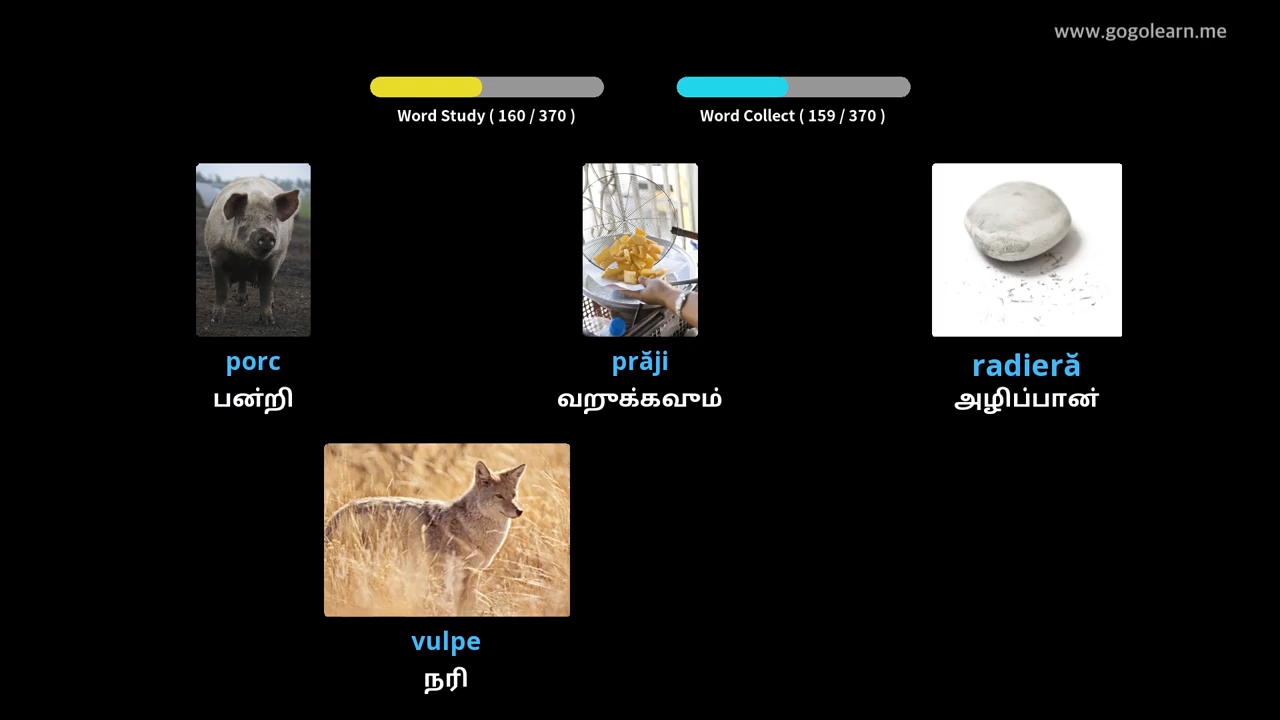 www.gogolearn.me
Word Study ( 160 / 370 )
Word Collect ( 159 / 370 )
porc
prăji
radieră
பன்றி
வறுக்கவும்
அழிப்பான்
vulpe
நரி